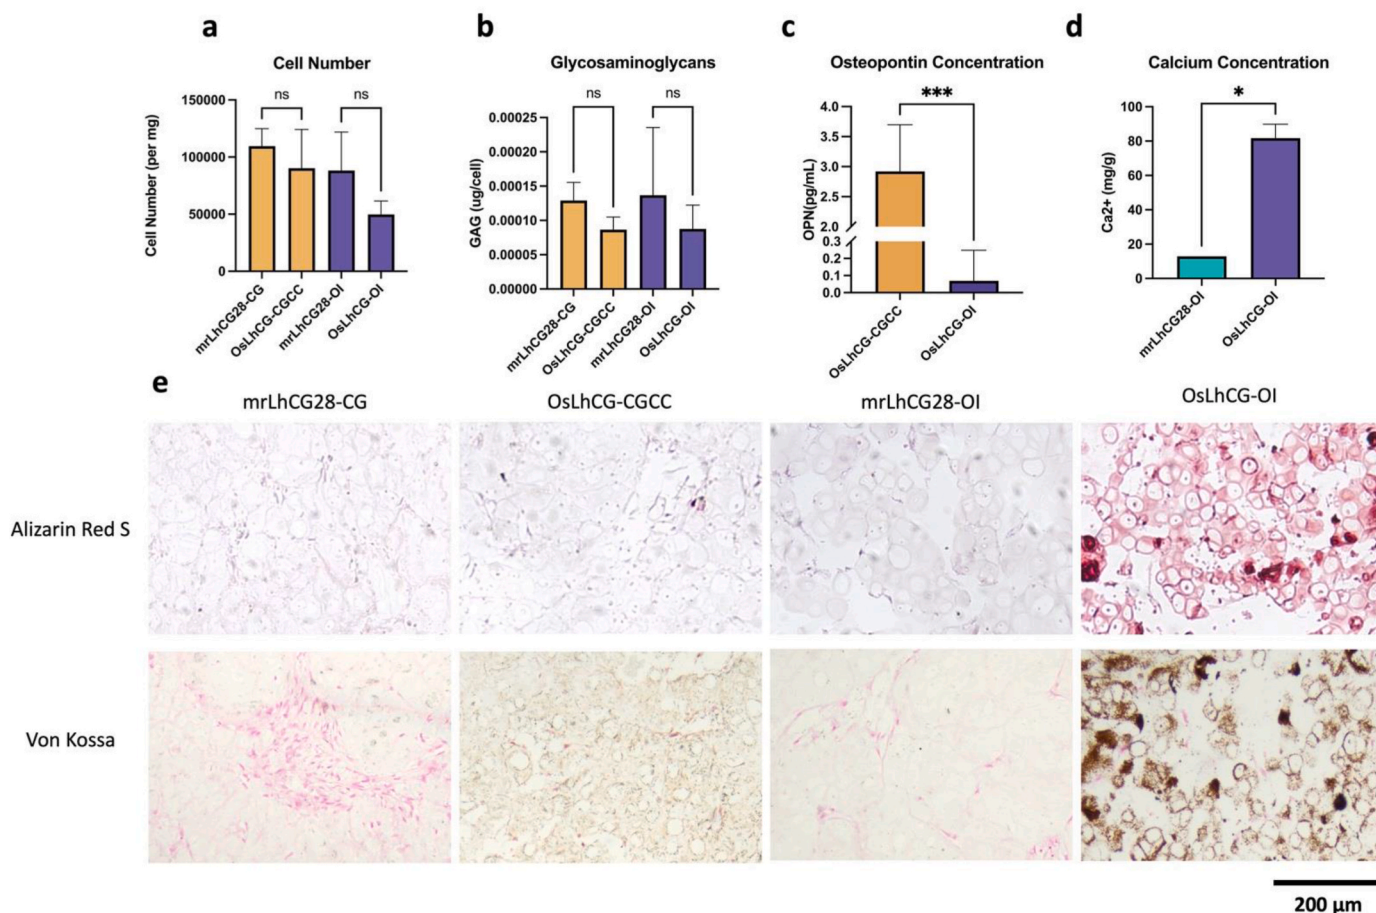 a
Cell Number
ns
ns
150000
100000
50000
0
Cell Number (per mg)
mrLhCG28-CG
OsLhCG-CGCC
mrLhCG28-OI
OsLhCG-OI
b
Glycosaminoglycans
ns
ns
0.00025
0.00020
0.00015
0.00010
0.00005
0.00000
GAG (ug/cell)
mrLhCG28-CG
OsLhCG-CGCC
mrLhCG28-OI
OsLhCG-OI
c
Osteopontin Concentration
***
4.0
3.5
3.0
2.5
2.0
0.3
0.2
0.1
0.0
OPN(pg/mL)
OsLhCG-CGCC
OsLhCG-OI
d
Calcium Concentration
*
100
80
60
40
20
0
Ca2+ (mg/g)
mrLhCG28-OI
OsLhCG-OI
e
mrLhCG28-CG
OsLhCG-CGCC
mrLhCG28-OI
OsLhCG-OI
Alizarin Red S
Von Kossa
200 µm